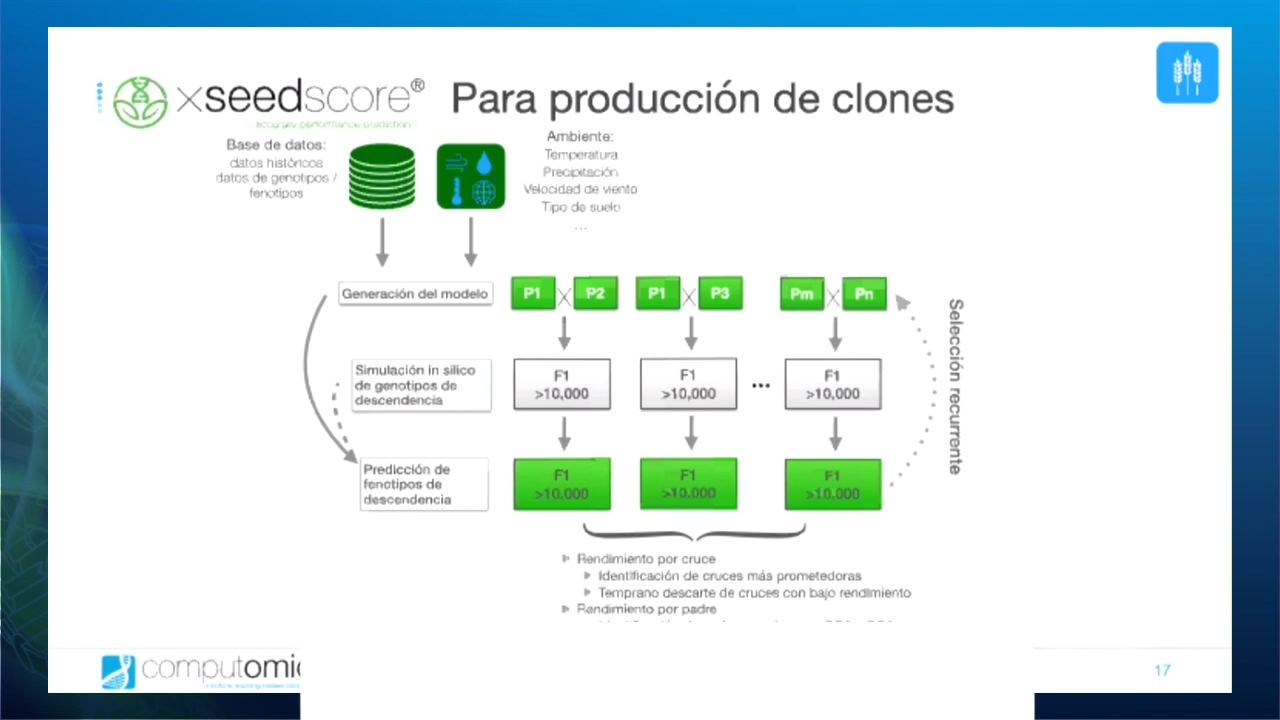 xseedscore®
accurate performance prediction
Para producción de clones
Base de datos:
datos históricos
datos de genotipos /
fenotipos
Ambiente:
Temperatura
Precipitación
Velocidad de viento
Tipo de suelo
...
Generación del modelo
P1 X P2
P1 X P3
Pm X Pn
Simulación in silico
de genotipos de
descendencia
F1
>10,000
F1
>10,000
...
F1
>10,000
Predicción de
fenotipos de
descendencia
F1
>10.000
F1
>10.000
F1
>10.000
Selección recurrente
Rendimiento por cruce
Identificación de cruces más prometedoras
Temprano descarte de cruces con bajo rendimiento
Rendimiento por padre
computomic
17